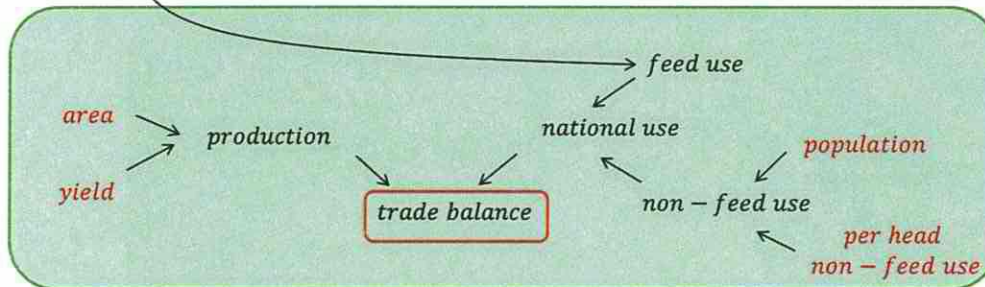 feed use
area
national use
production
population
yield
non − feed use
trade balance
per head
non − feed use